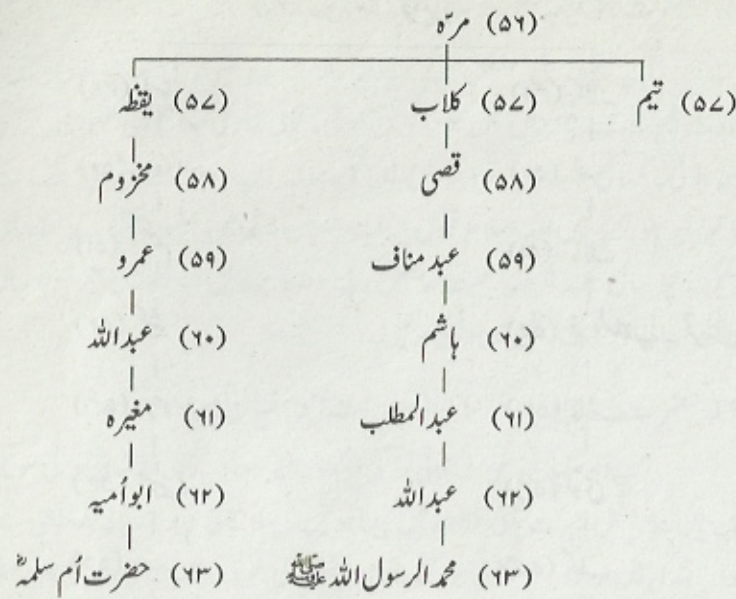 (۵۶) مرّہ
(۵۷) تیم (۵۷) کلاب (۵۷) یقظہ
(۵۸) قصی (۵۸) مخزوم
(۵۹) عبد مناف (۵۹) عمرو
(۶۰) ہاشم (۶۰) عبداللہ
(۶۱) عبدالمطلب (۶۱) مغیرہ
(۶۲) عبداللہ (۶۲) ابواُمیہ
(۶۳) محمد الرسول اللہ ﷺ (۶۳) حضرت اُم سلمہؓ